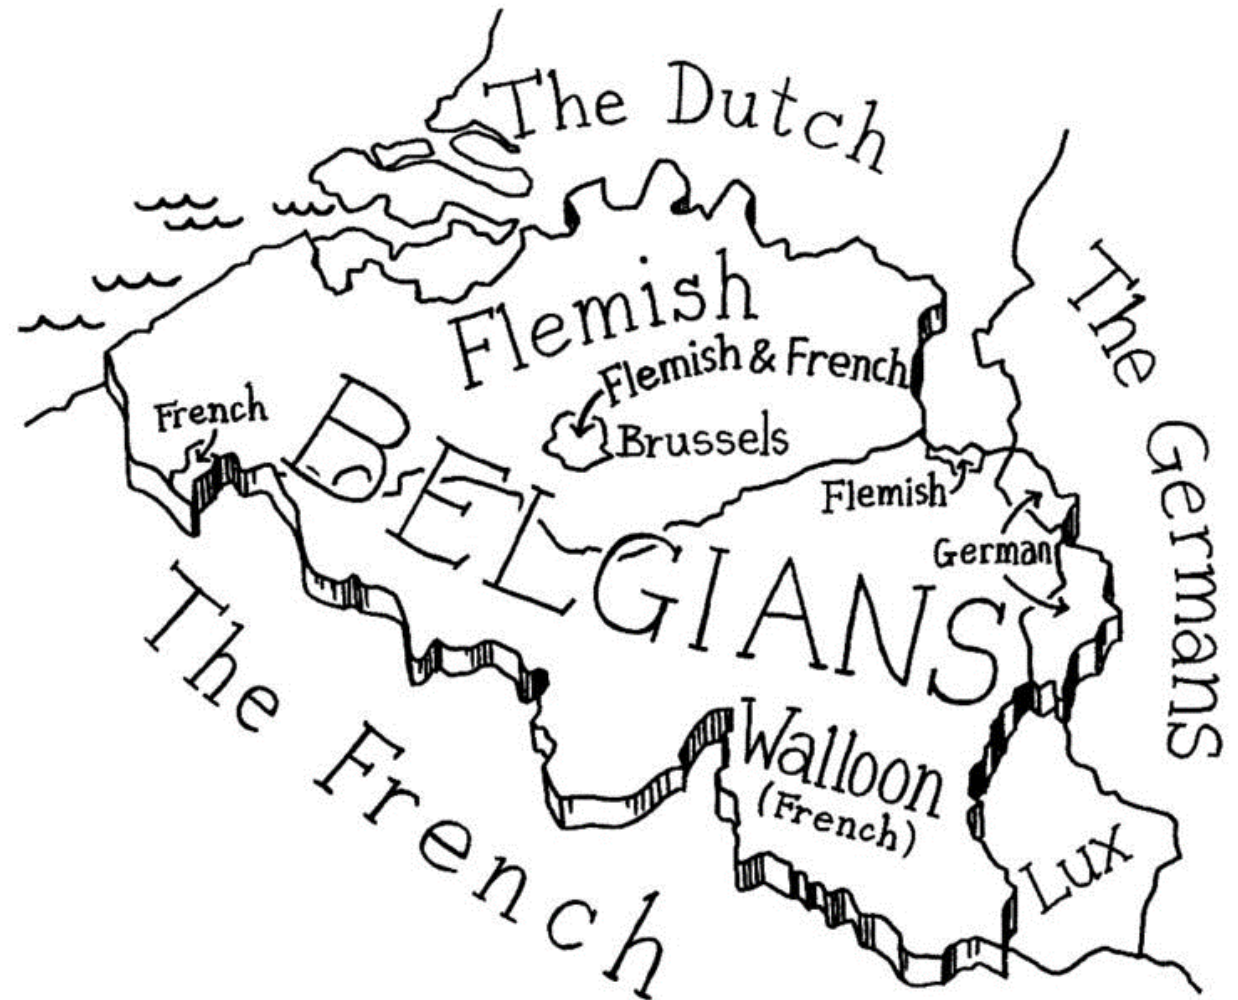 The Dutch
Flemish
Flemish & French
Brussels
French
BELGIANS
Flemish
German
The Germans
The French
Walloon
(French)
Lux